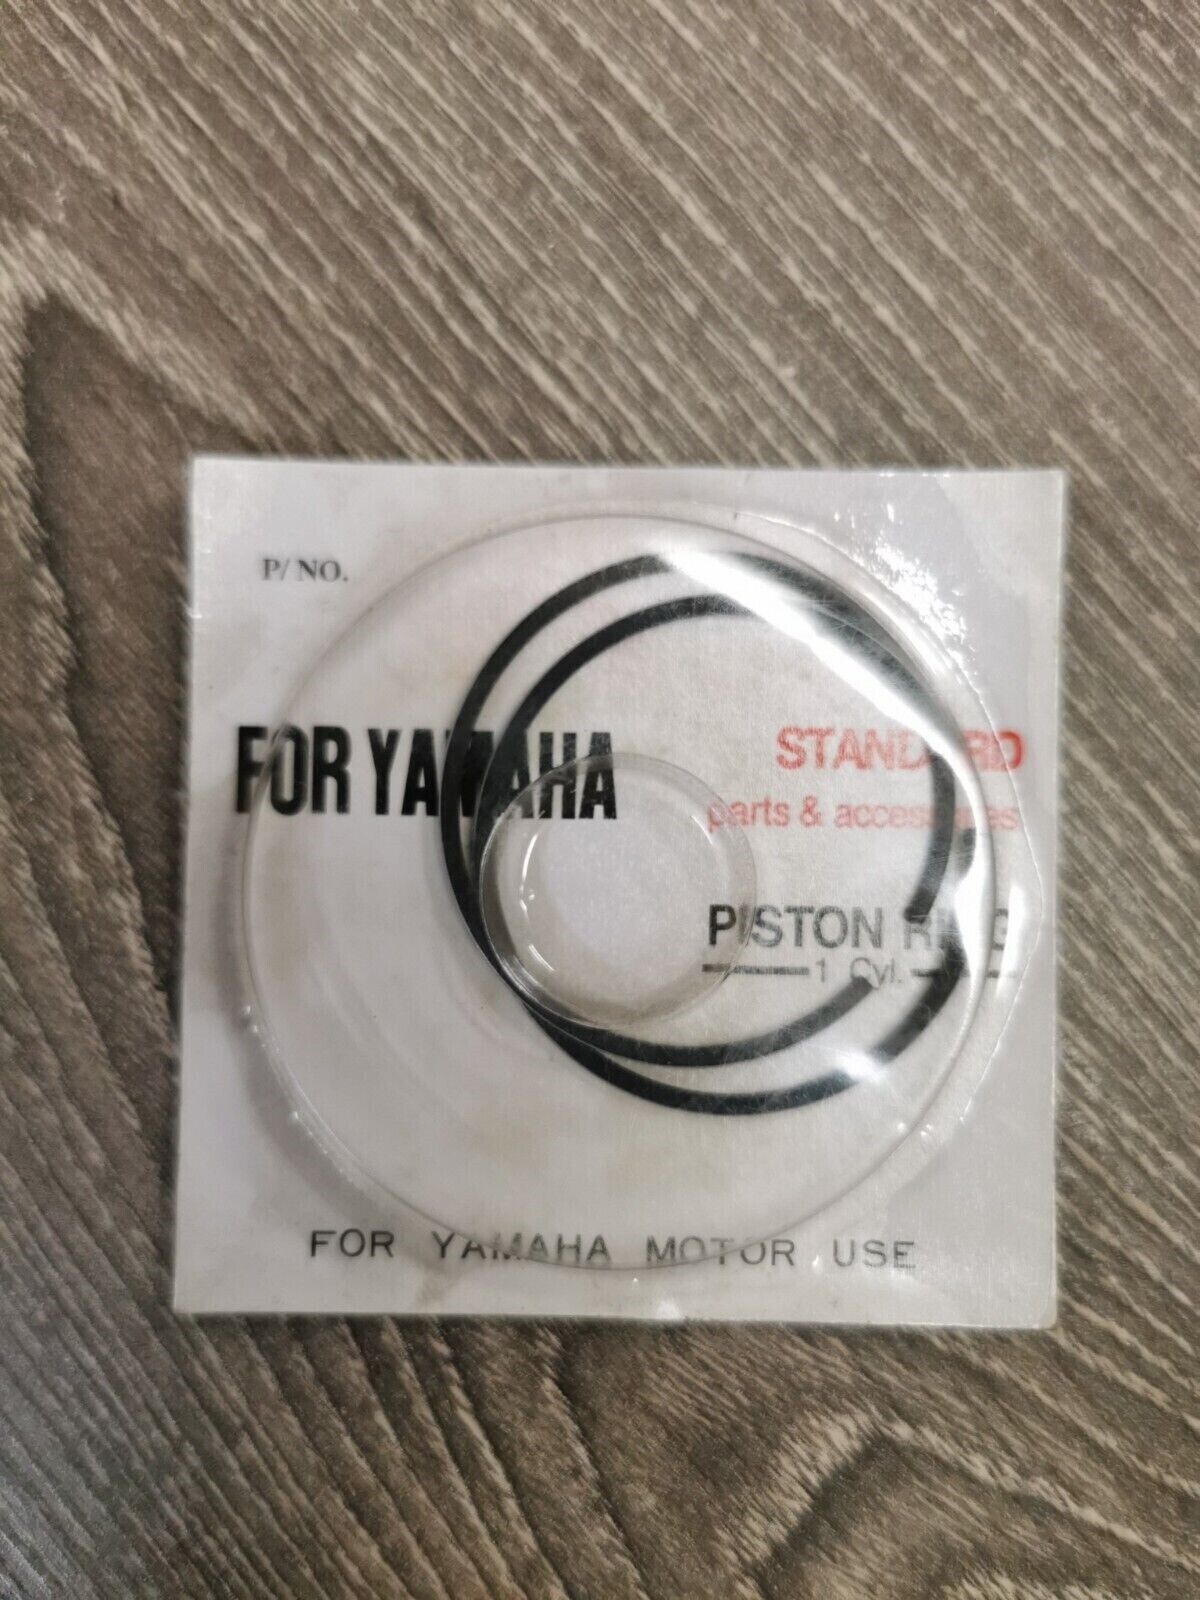 P/NO.
FOR YAMAHA
STANDARD
parts & accessories
PISTON RING
1 Cyl.
FOR YAMAHA MOTOR USE